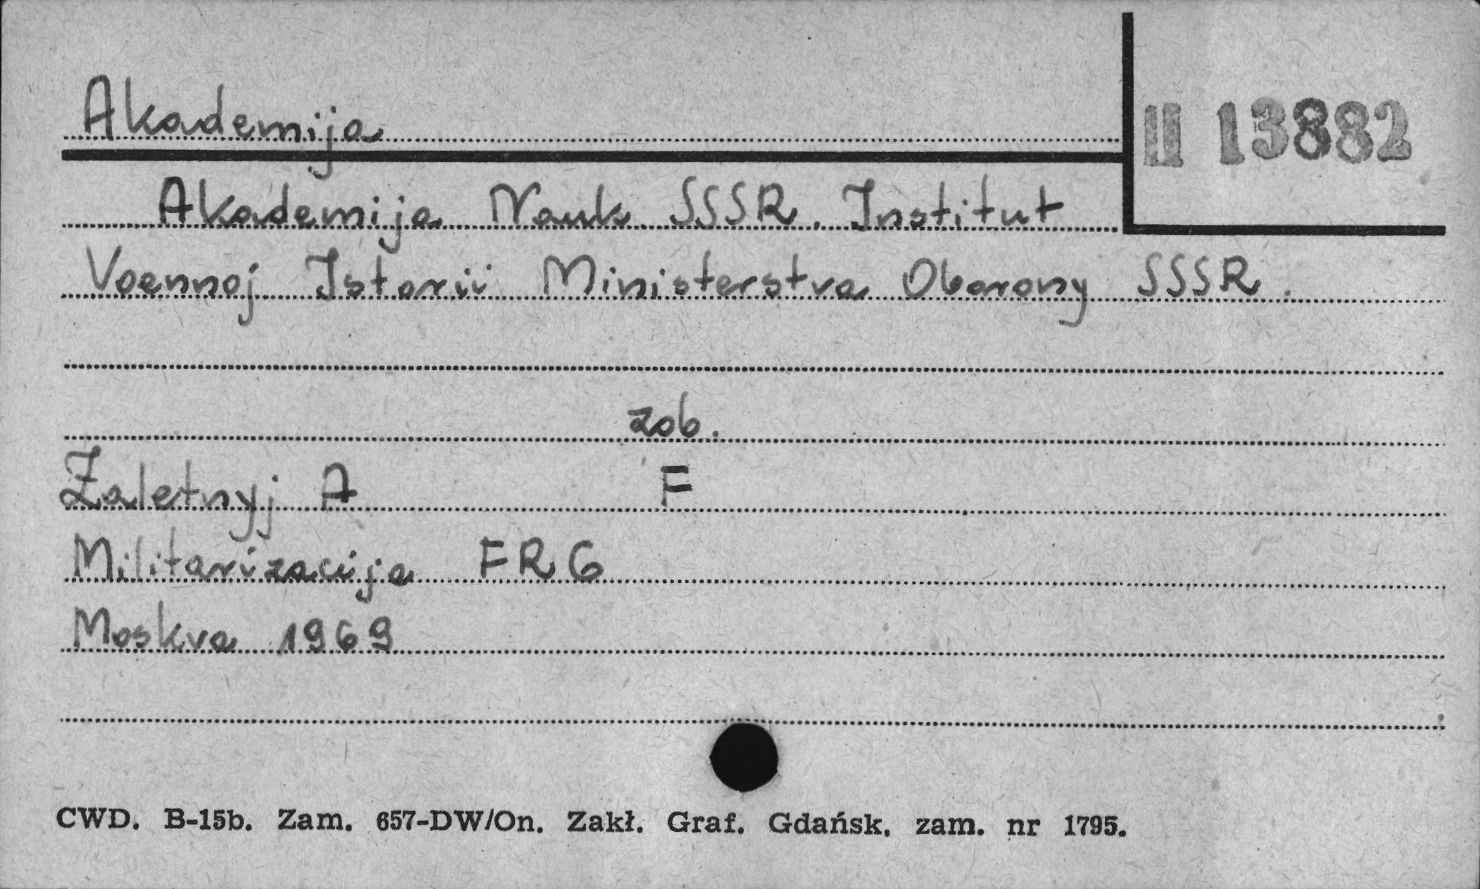 Akademija
II 13882
Akademija Nauk SSSR. Institut
Voennoj Istorii Ministerstva Oborony SSSR.
zob.
Zaletnyj A F
Militarizacija FRG
Moskva 1969
CWD. B-15b. Zam. 657-DW/On. Zakł. Graf. Gdańsk, zam. nr 1795.